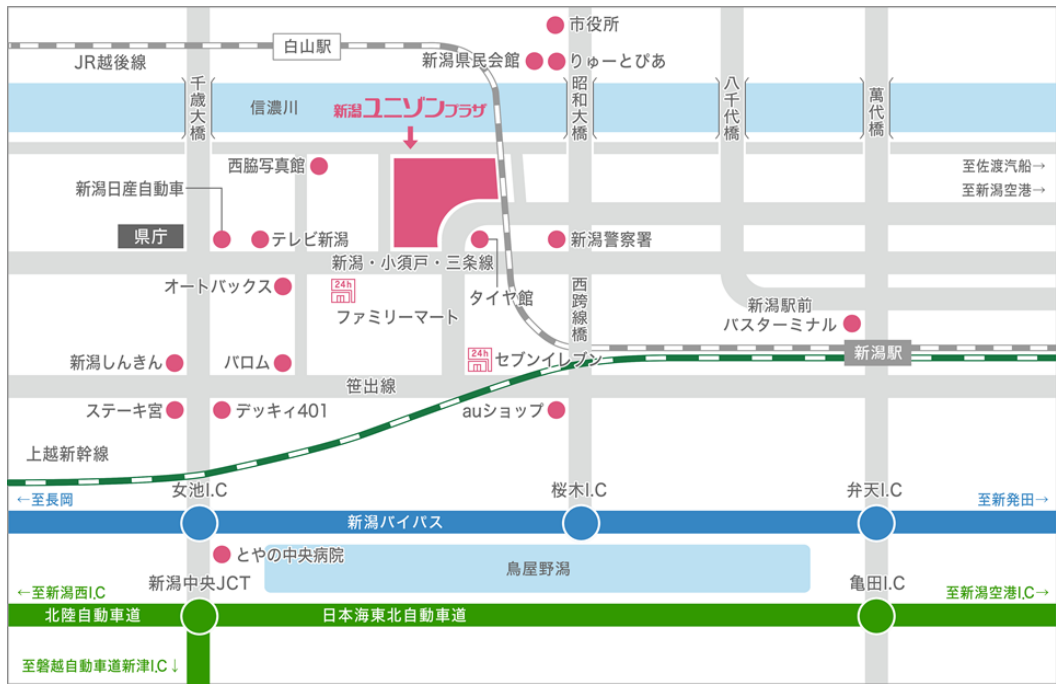 市役所
白山駅
JR越後線
新潟県民会館
りゅーとぴあ
千歳大橋
信濃川
新潟ユニゾンプラザ
昭和大橋
八千代橋
萬代橋
西脇写真館
至佐渡汽船→
新潟日産自動車
至新潟空港→
県庁
テレビ新潟
新潟警察署
新潟・小須戸・三条線
オートバックス
24h
タイヤ館
西跨線橋
ファミリーマート
新潟駅前
バスターミナル
新潟しんきん
バロム
24h
セブンイレブン
新潟駅
笹出線
ステーキ宮
デッキィ401
auショップ
上越新幹線
女池I.C
桜木I.C
弁天I.C
←至長岡
至新発田→
新潟バイパス
とやの中央病院
鳥屋野潟
新潟中央JCT
亀田I.C
←至新潟西I.C
至新潟空港I.C→
北陸自動車道
日本海東北自動車道
至磐越自動車道新津I.C↓